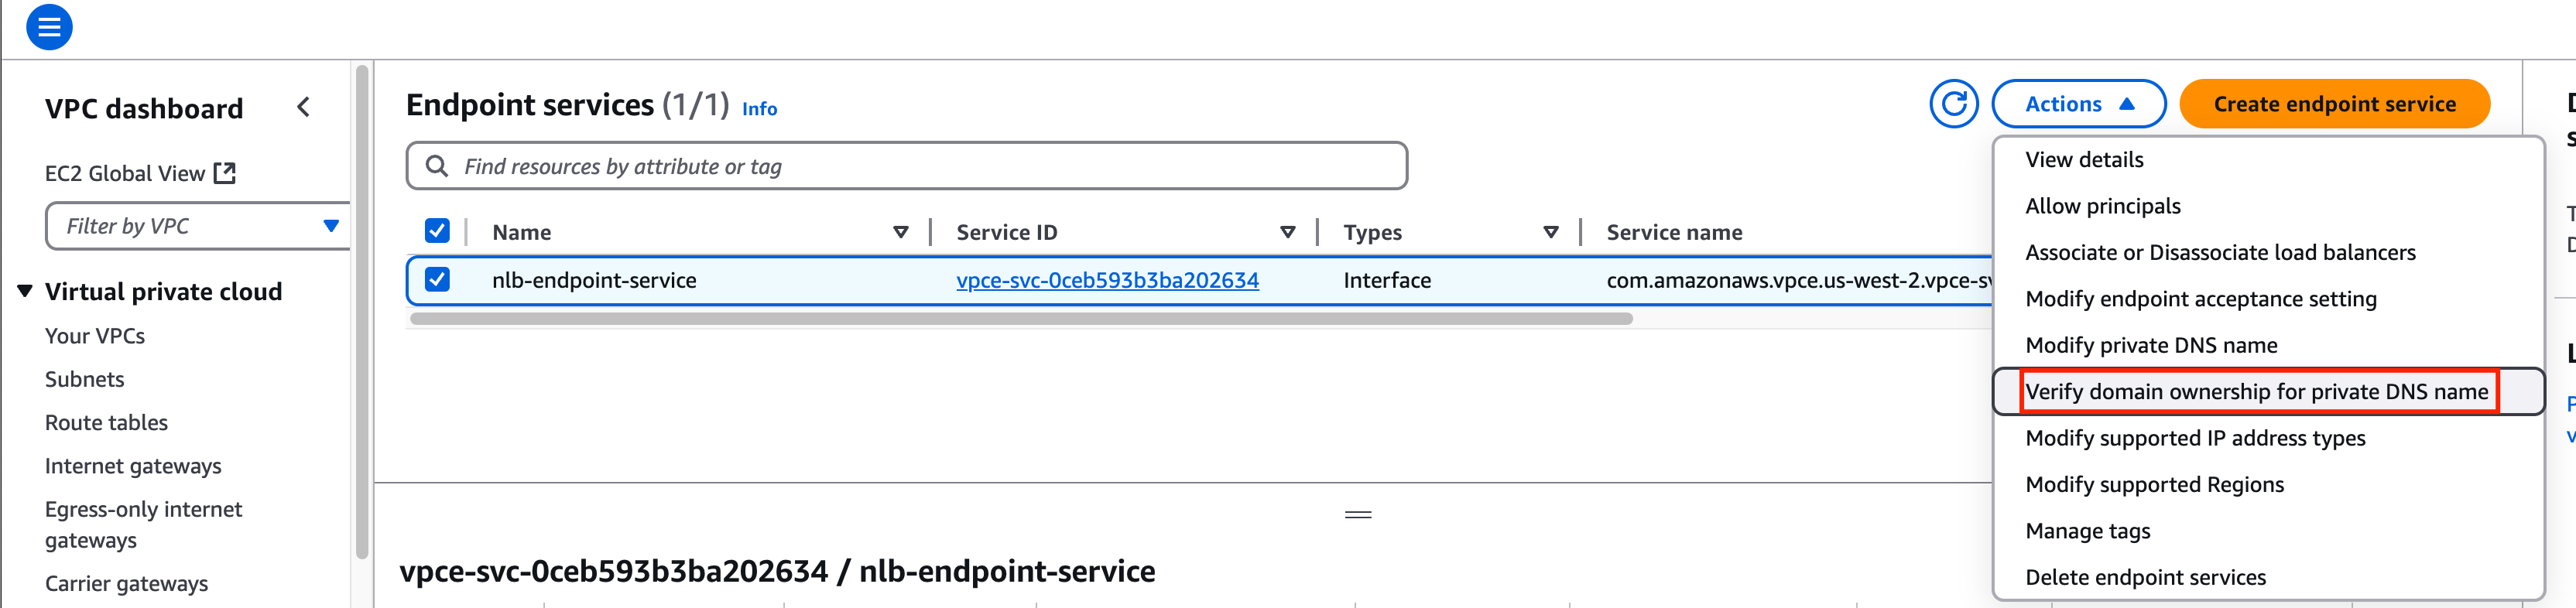 VPC dashboard
EC2 Global View
Filter by VPC
Virtual private cloud
Your VPCs
Subnets
Route tables
Internet gateways
Egress-only internet
gateways
Carrier gateways
Endpoint services (1/1) Info
Actions
Create endpoint service
Find resources by attribute or tag
Name Service ID Types Service name
nlb-endpoint-service vpce-svc-0ceb593b3ba202634 Interface com.amazonaws.vpce.us-west-2.vpce-sv
View details
Allow principals
Associate or Disassociate load balancers
Modify endpoint acceptance setting
Modify private DNS name
Verify domain ownership for private DNS name
Modify supported IP address types
Modify supported Regions
Manage tags
Delete endpoint services
vpce-svc-0ceb593b3ba202634 / nlb-endpoint-service